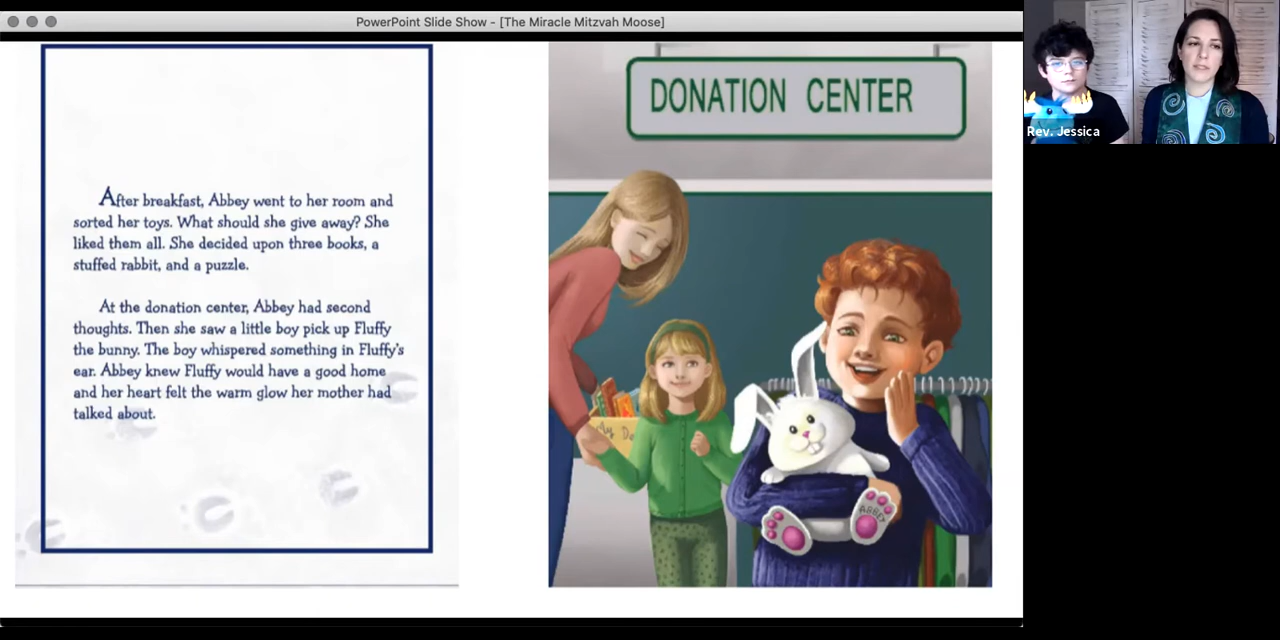 PowerPoint Slide Show - [The Miracle Mitzvah Moose]
After breakfast, Abbey went to her room and
sorted her toys. What should she give away? She
liked them all. She decided upon three books, a
stuffed rabbit, and a puzzle.
At the donation center, Abbey had second
thoughts. Then she saw a little boy pick up Fluffy
the bunny. The boy whispered something in Fluffy's
ear. Abbey knew Fluffy would have a good home
and her heart felt the warm glow her mother had
talked about.
DONATION CENTER
My Do
ABBEY
Rev. Jessica